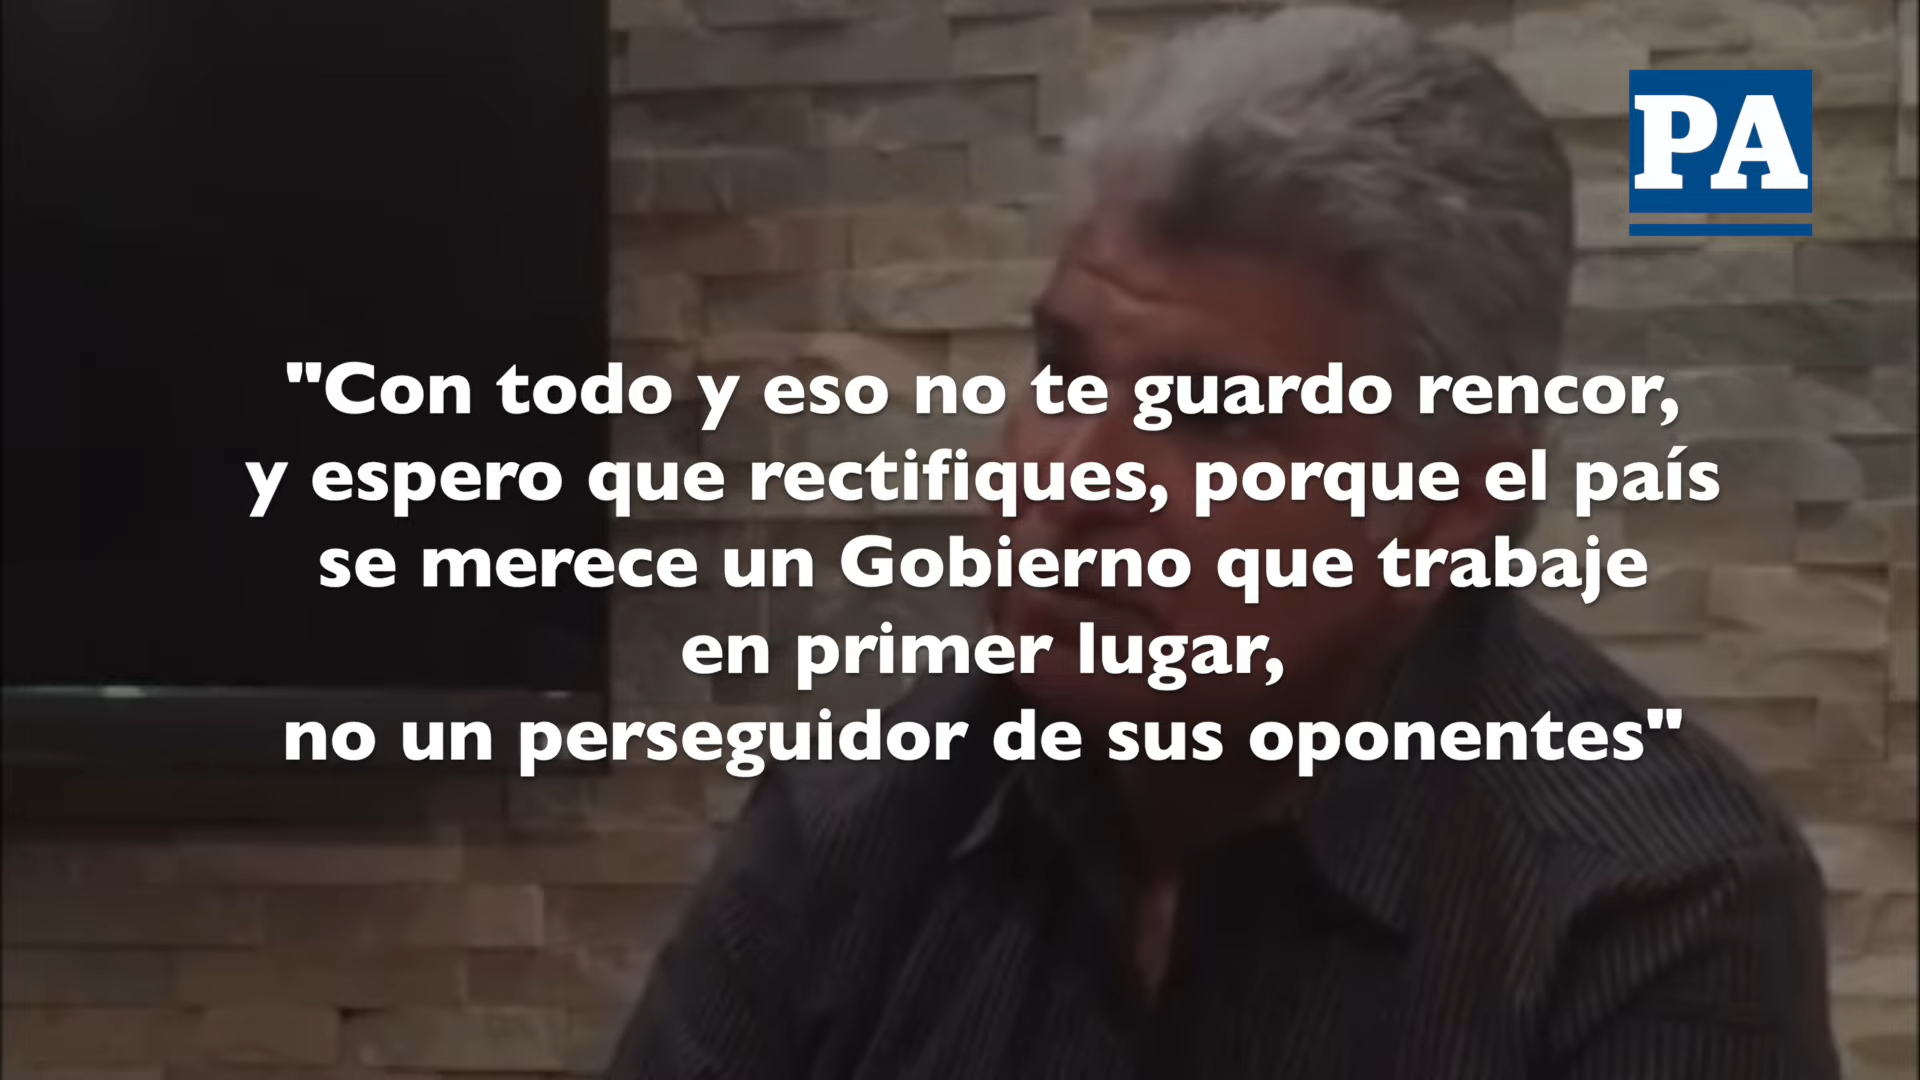 PA
"Con todo y eso no te guardo rencor,
y espero que rectifiques, porque el país
se merece un Gobierno que trabaje
en primer lugar,
no un perseguidor de sus oponentes"